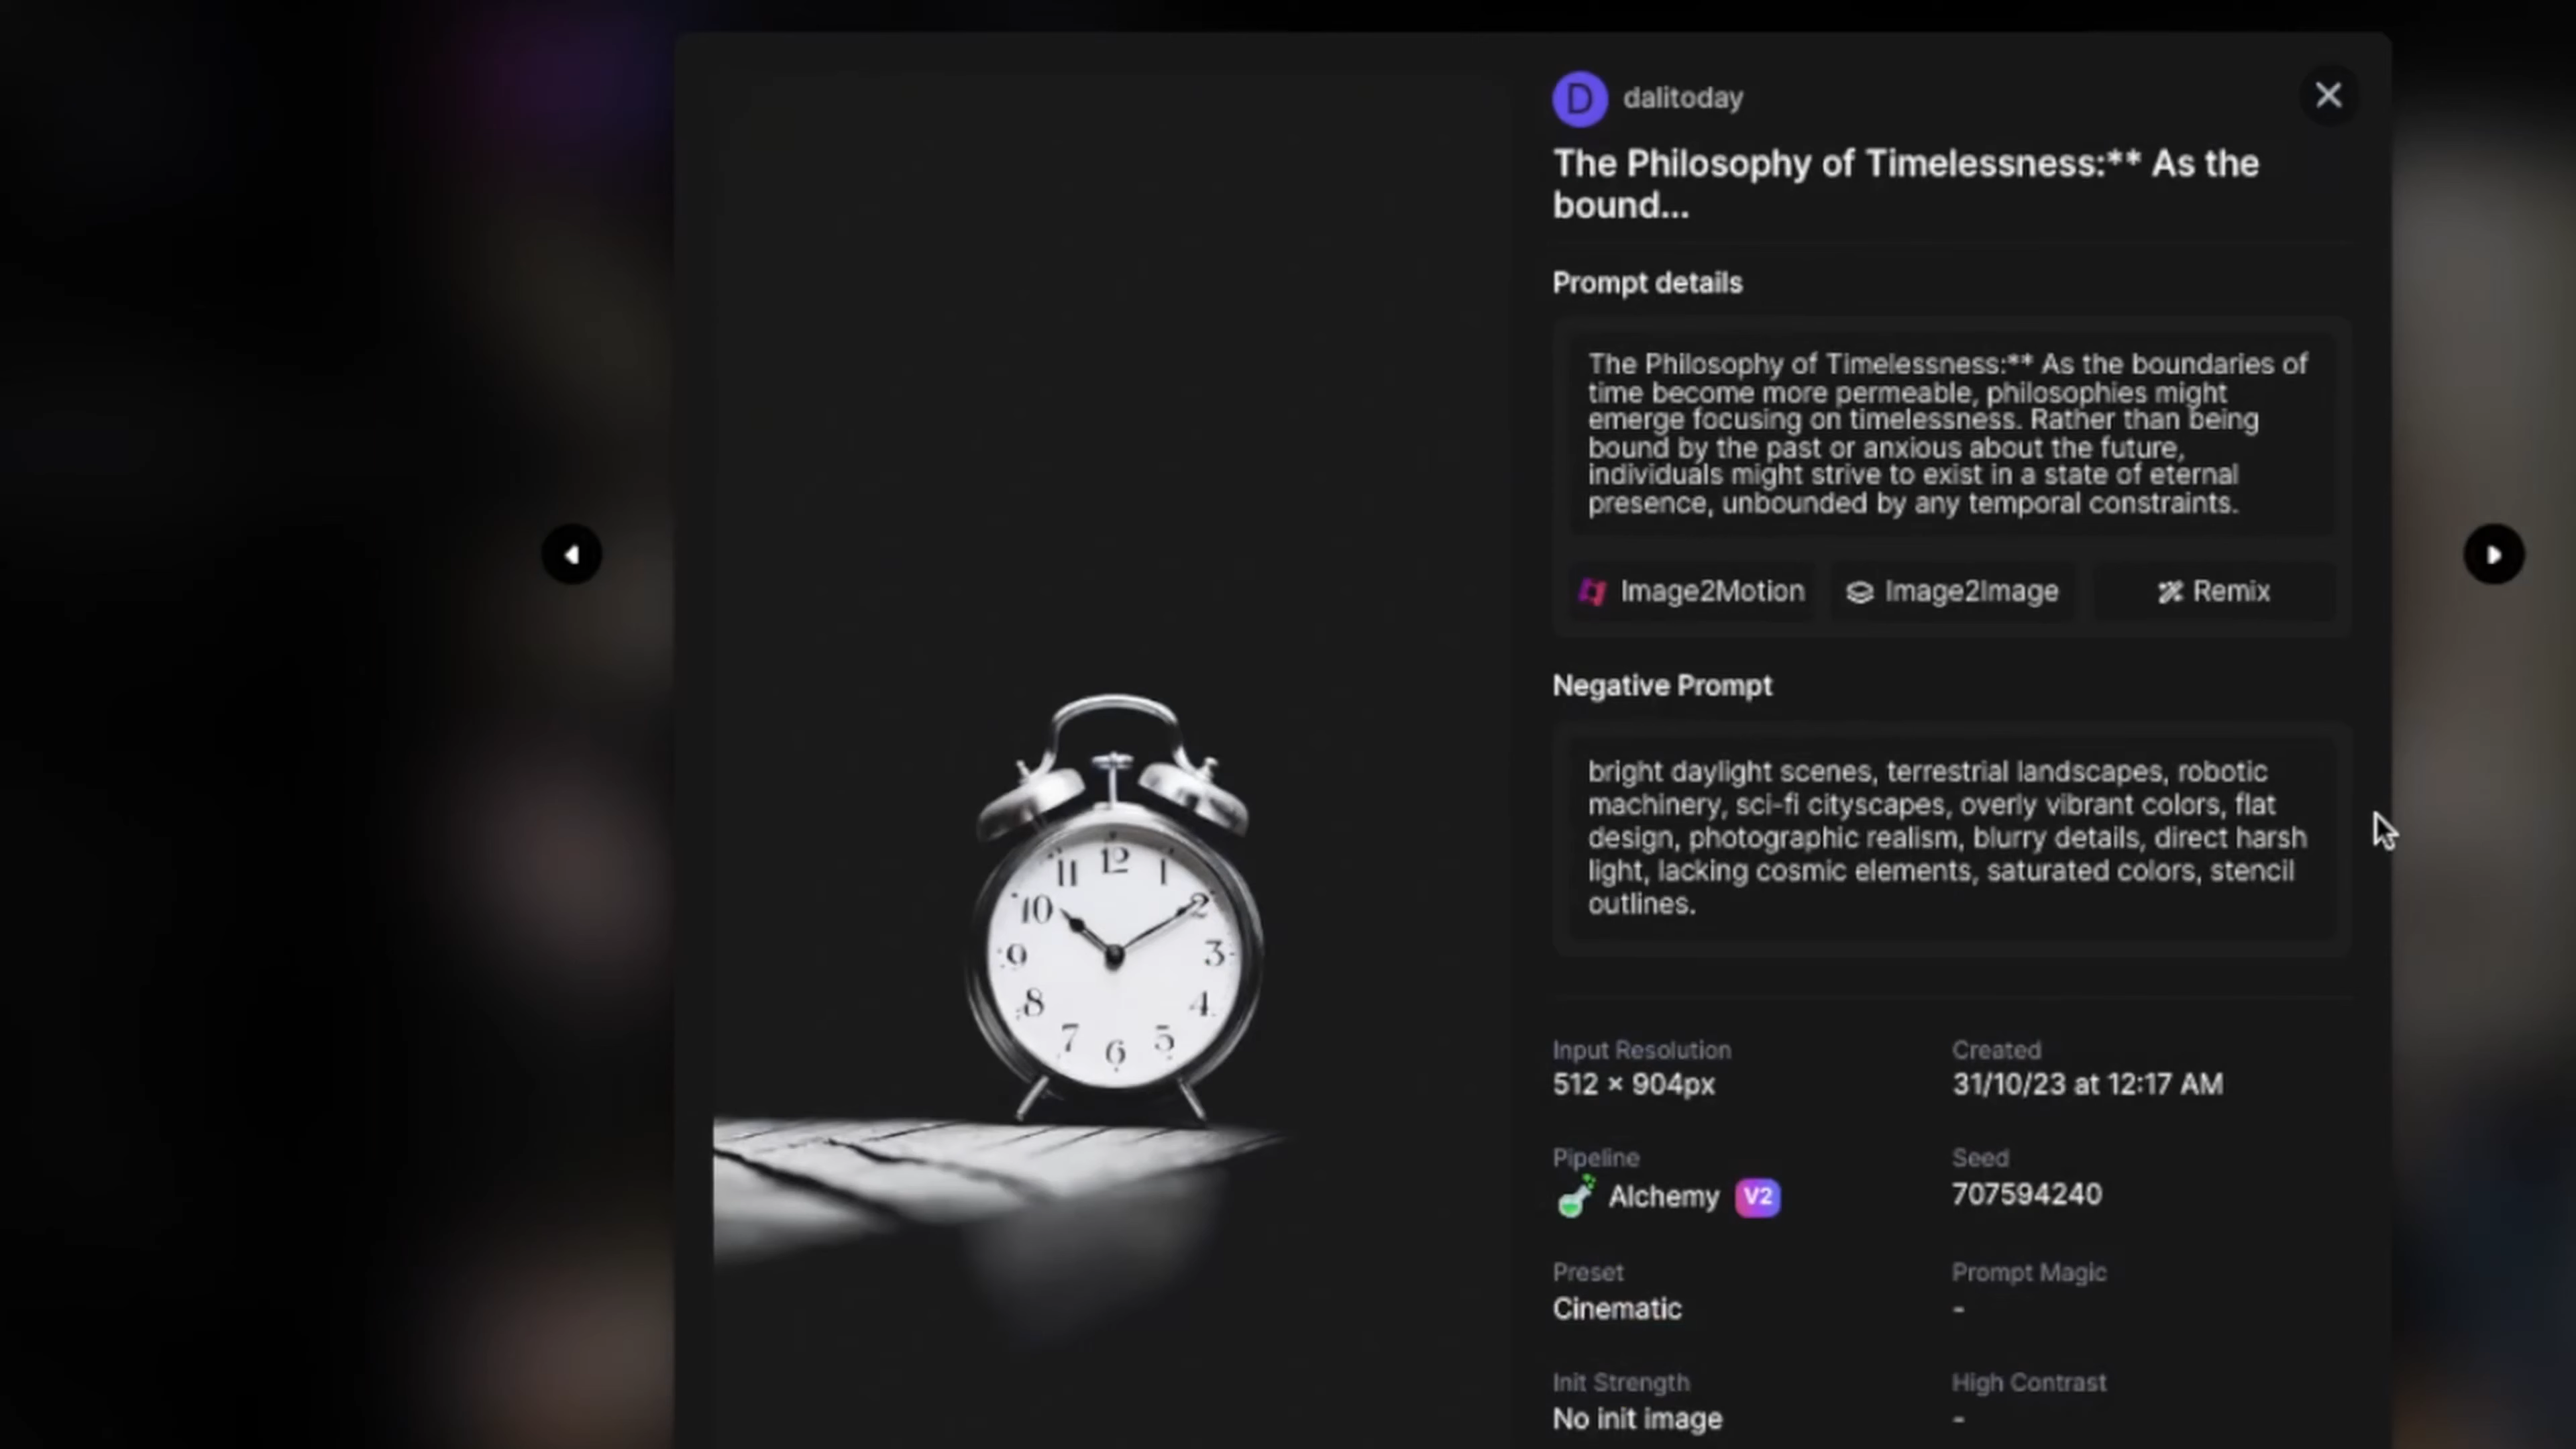 D dalitoday
The Philosophy of Timelessness:** As the
bound...
Prompt details
The Philosophy of Timelessness:** As the boundaries of
time become more permeable, philosophies might
emerge focusing on timelessness. Rather than being
bound by the past or anxious about the future,
individuals might strive to exist in a state of eternal
presence, unbounded by any temporal constraints.
Image2Motion Image2Image Remix
Negative Prompt
bright daylight scenes, terrestrial landscapes, robotic
machinery, sci-fi cityscapes, overly vibrant colors, flat
design, photographic realism, blurry details, direct harsh
light, lacking cosmic elements, saturated colors, stencil
outlines.
Input Resolution Created
512 × 904px 31/10/23 at 12:17 AM
Pipeline Seed
Alchemy V2 707594240
Preset Prompt Magic
Cinematic -
Init Strength High Contrast
No init image -
11 12 1
10 2
9 3
8 4
7 6 5